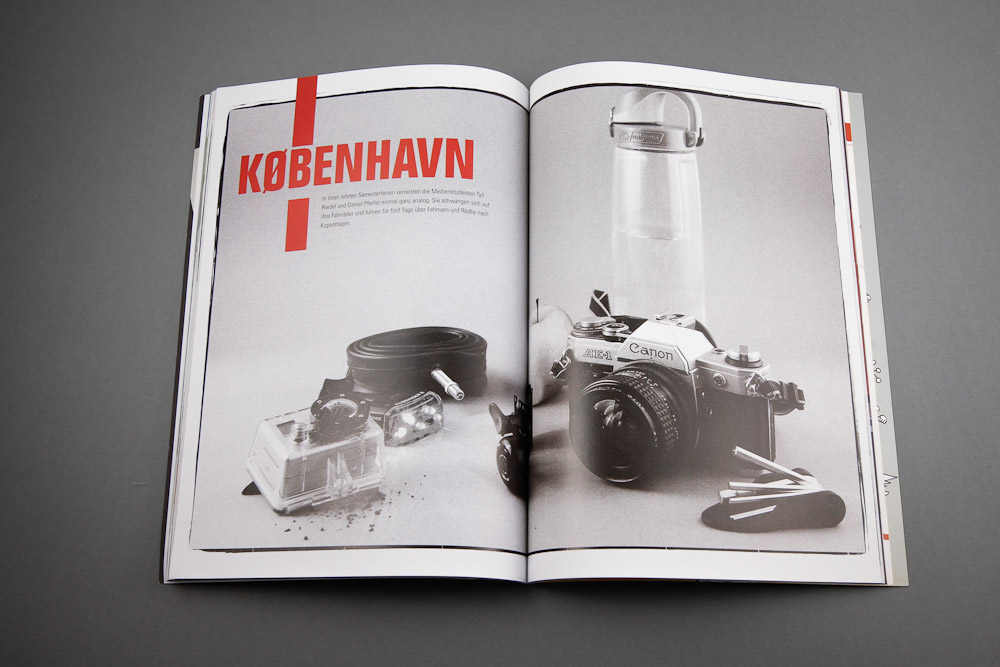 KØBENHAVN
In ihren letzten Semesterferien verreisten die Medienstudenten Tyll
Riedel und Daniel Pfeifer einmal ganz analog. Sie schwangen sich auf
ihre Fahrräder und fuhren für fünf Tage über Fehmarn und Rødby nach
Kopenhagen.
AE-1
Canon